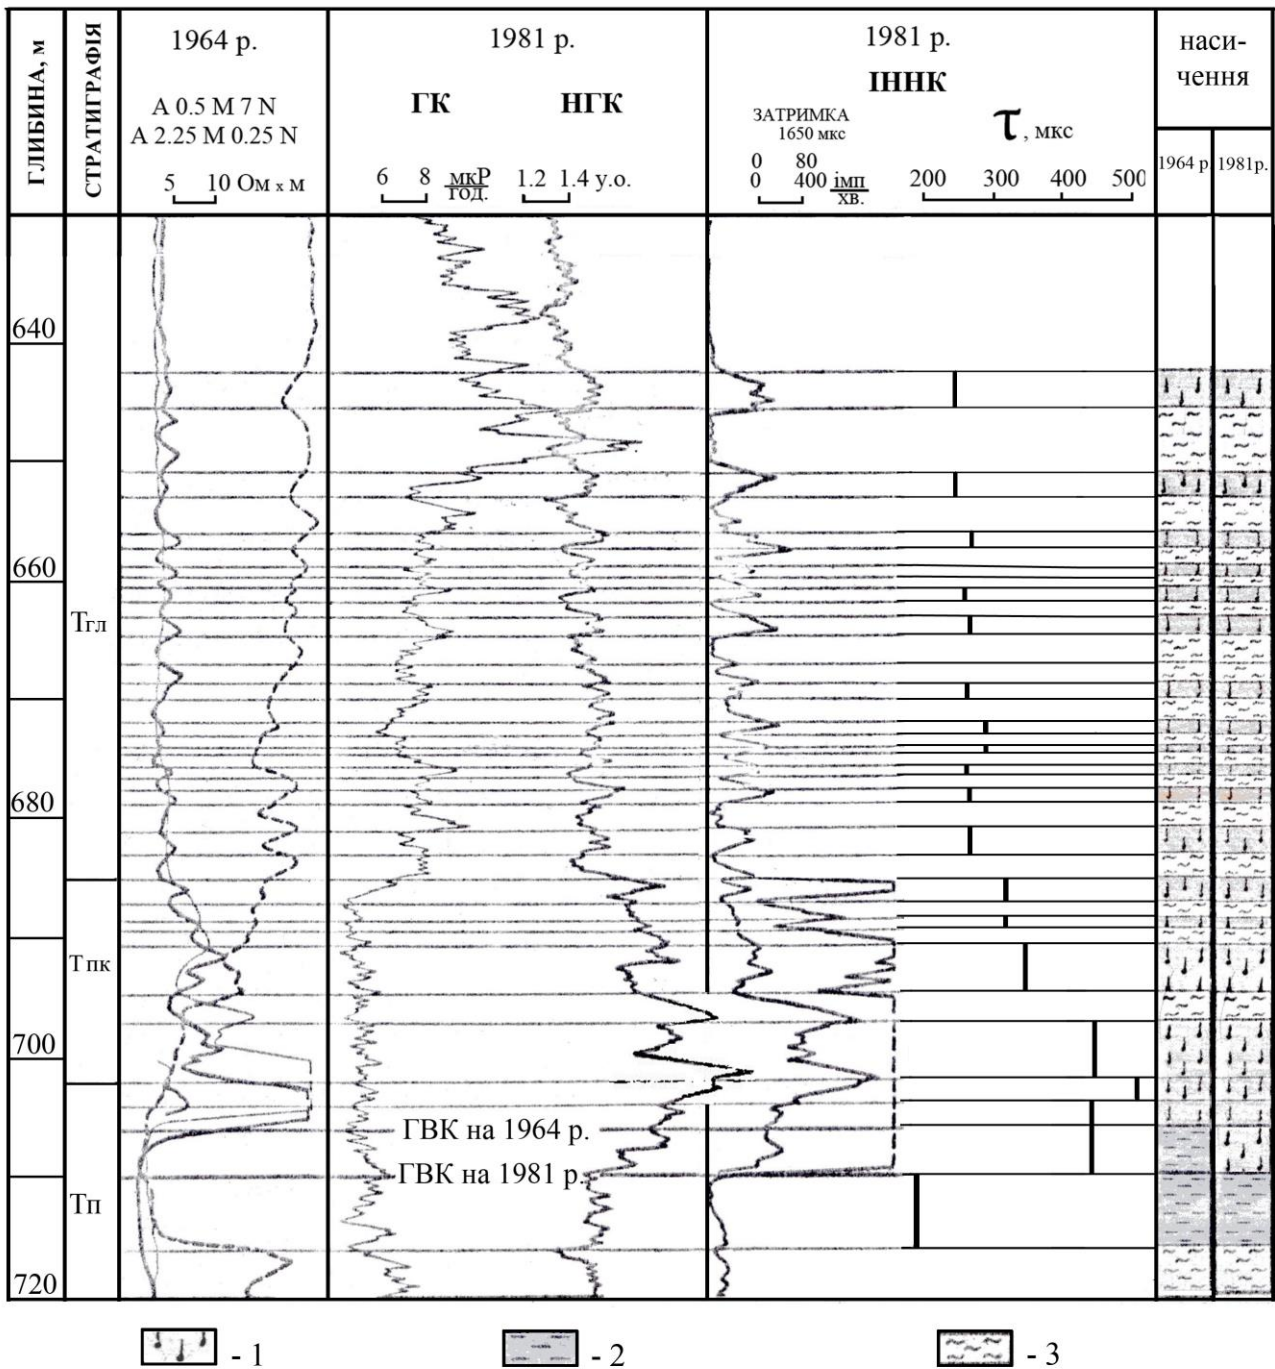 ГЛИБИНА, м
СТРАТИГРАФІЯ
1964 р.
А 0.5 М 7 N
А 2.25 М 0.25 N
5 10 Ом х м
1981 р.
ГК НГК
6 8 мкР
год.
1.2 1.4 у.о.
1981 р.
ІННК
ЗАТРИМКА
1650 мкс
τ, мкс
0 80
0 400 імп
хв.
200 300 400 500
наси-
чення
1964 р
1981р.
640
660
Тгл
680
Тпк
700
ГВК на 1964 р.
ГВК на 1981 р.
Тп
720
- 1
- 2
- 3